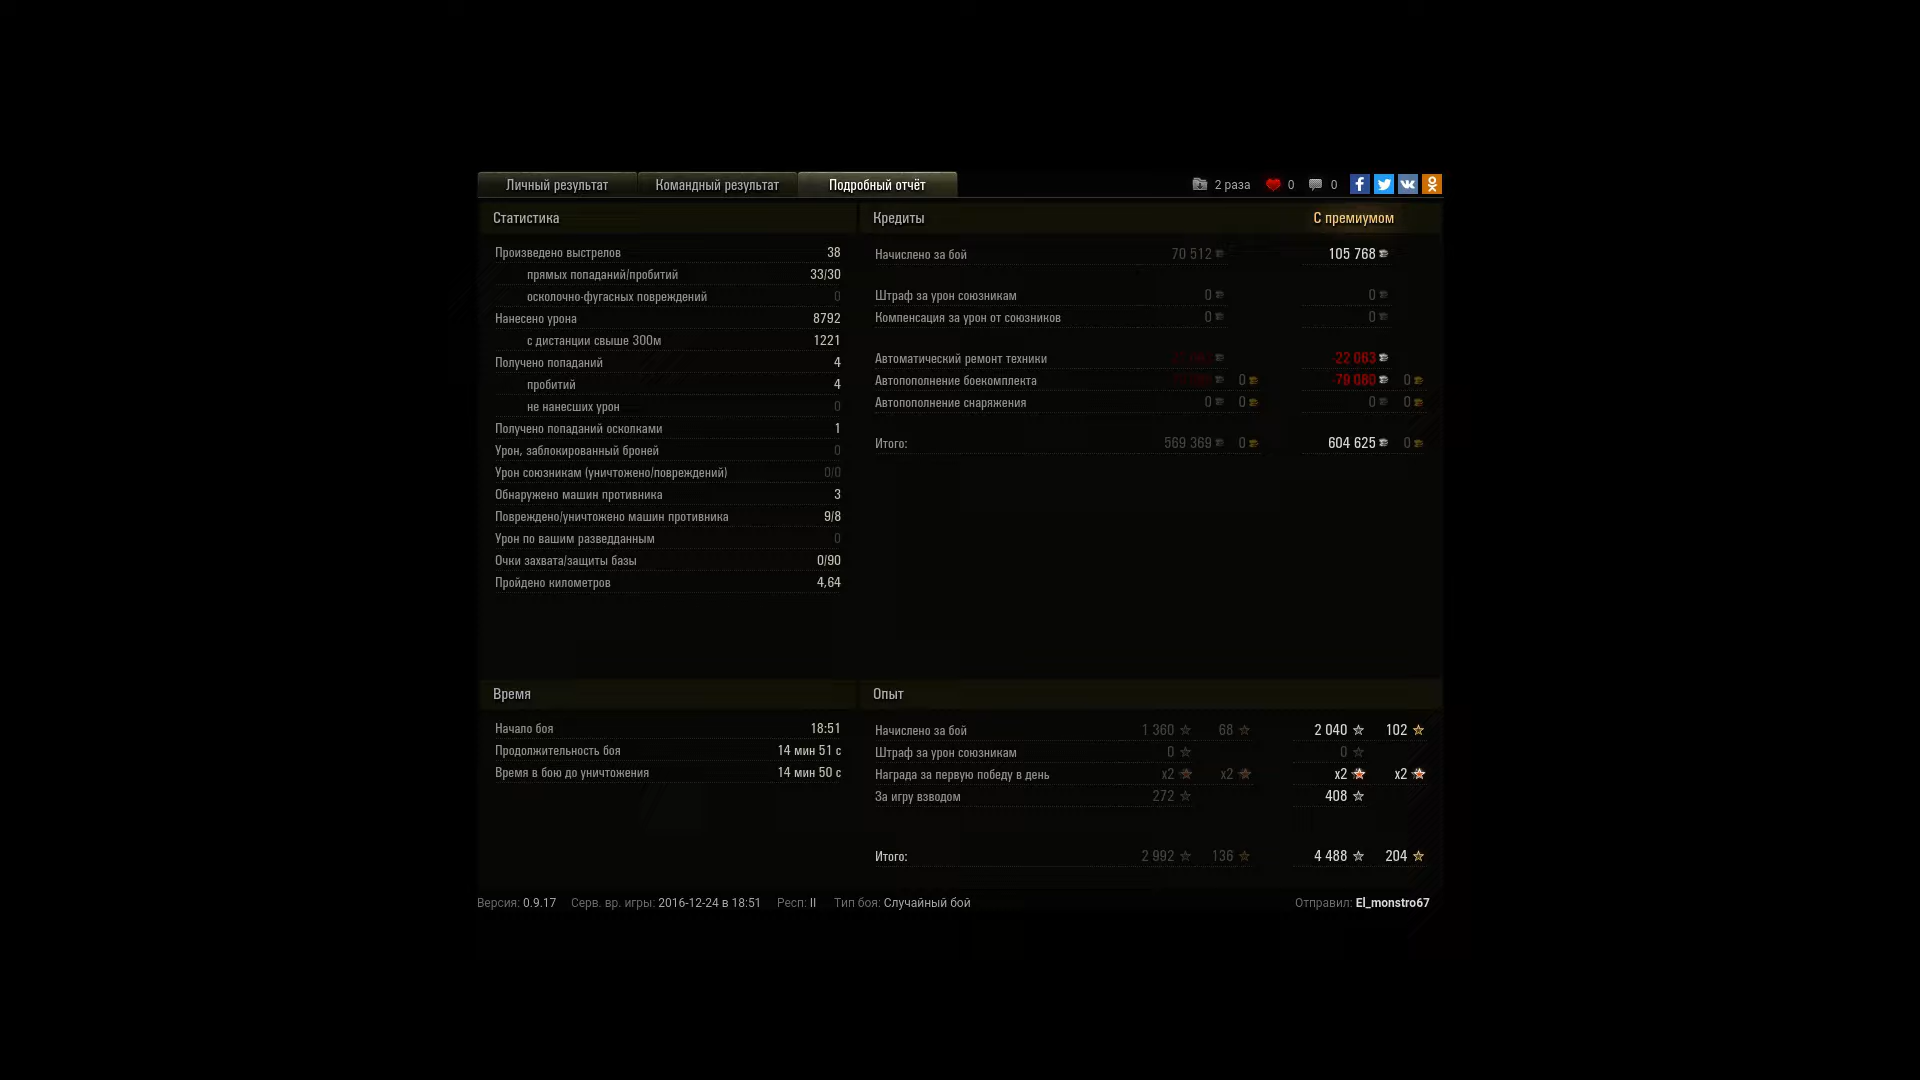 Личный результат Командный результат Подробный отчёт 2 раза 0 0
Статистика
Произведено выстрелов 38
прямых попаданий/пробитий 33/30
осколочно-фугасных повреждений 0
Нанесено урона 8792
с дистанции свыше 300м 1221
Получено попаданий 4
пробитий 4
не нанесших урон 0
Получено попаданий осколками 1
Урон, заблокированный броней 0
Урон союзникам (уничтожено/повреждений) 0/0
Обнаружено машин противника 3
Повреждено/уничтожено машин противника 9/8
Урон по вашим разведданным 0
Очки захвата/защиты базы 0/90
Пройдено километров 4,64
Кредиты С премиумом
Начислено за бой 70 512 105 768
Штраф за урон союзникам 0 0
Компенсация за урон от союзников 0 0
Автоматический ремонт техники -22 063
Автопополнение боекомплекта 0 0
Автопополнение снаряжения 0 0 0 0
Итого: 569 369 0 604 625 0
Время
Начало боя 18:51
Продолжительность боя 14 мин 51 с
Время в бою до уничтожения 14 мин 50 с
Опыт
Начислено за бой 1 360 68 2 040 102
Штраф за урон союзникам 0 0
Награда за первую победу в день x2 x2 x2 x2
За игру взводом 272 408
Итого: 2 992 136 4 488 204
Версия: 0.9.17 Серв. вр. игры: 2016-12-24 в 18:51 Респ: II Тип боя: Случайный бой Отправил: El_monstro67